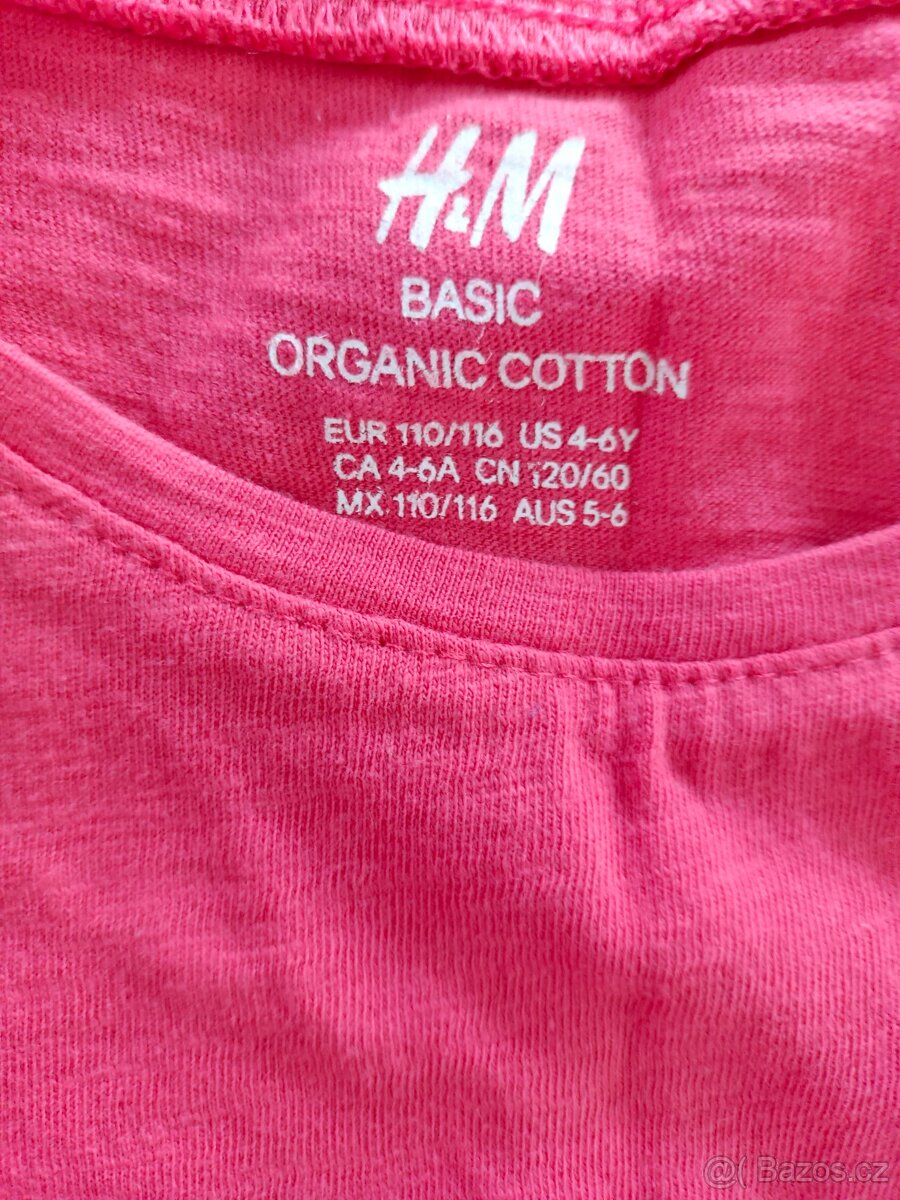 H&M
BASIC
ORGANIC COTTON
EUR 110/116 US 4-6Y
CA 4-6A CN 120/60
MX 110/116 AUS 5-6
@( Bazos.cz